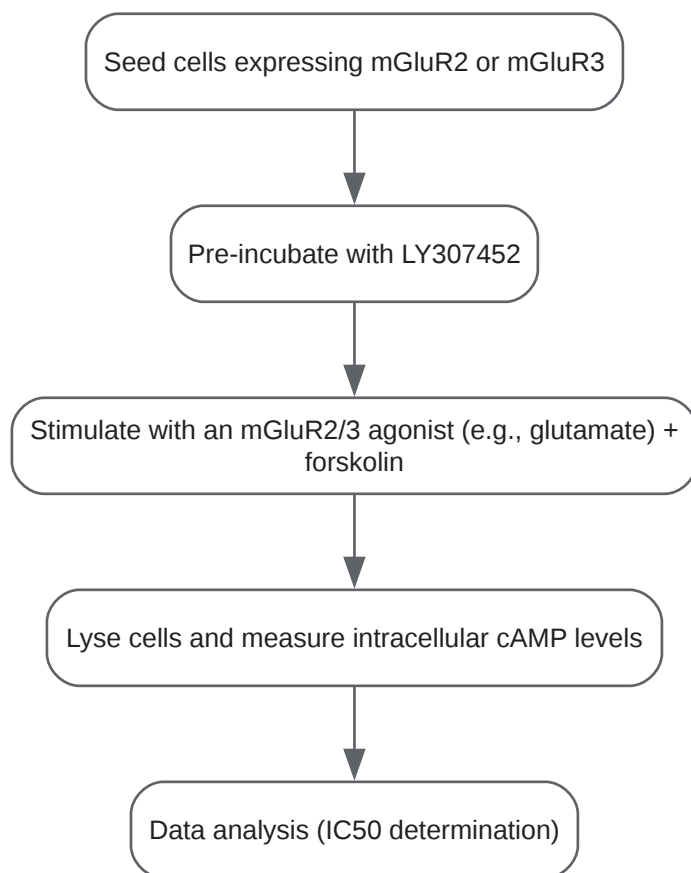 Seed cells expressing mGluR2 or mGluR3
Pre-incubate with LY307452
Stimulate with an mGluR2/3 agonist (e.g., glutamate) +
forskolin
Lyse cells and measure intracellular cAMP levels
Data analysis (IC50 determination)